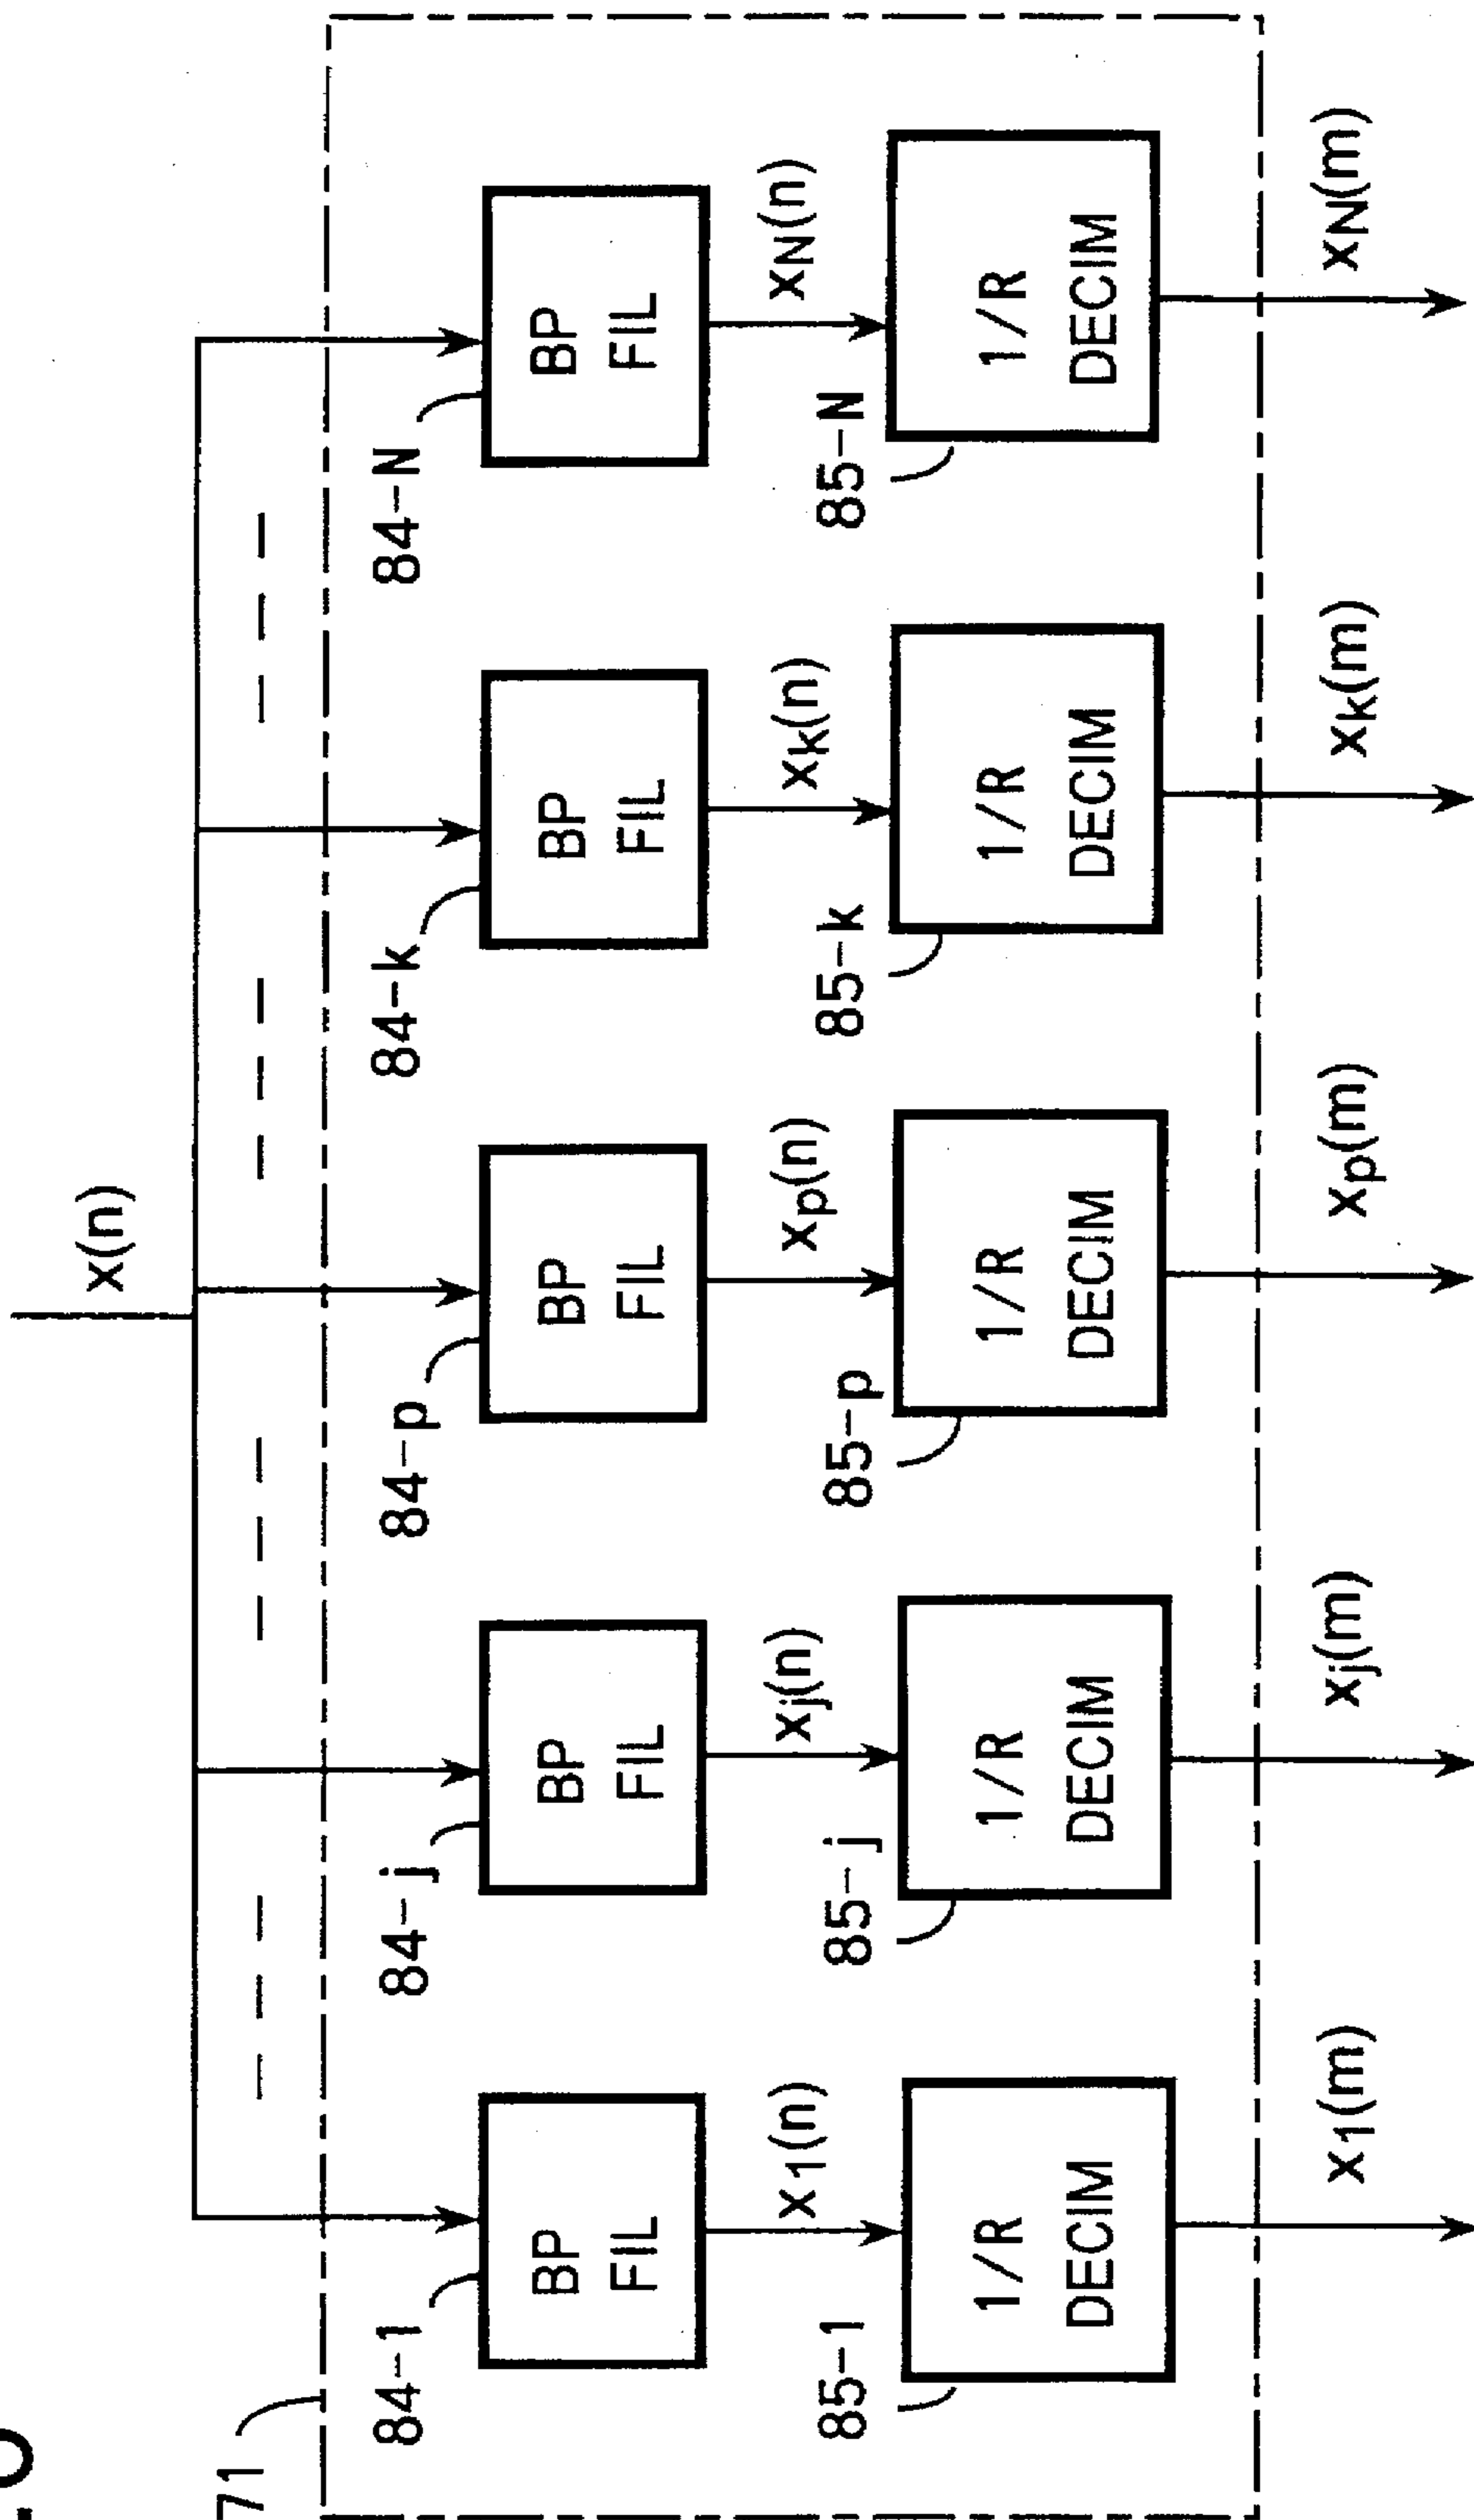 x(n)
71
84-1
84-j
84-p
84-k
84-N
BP
FIL
BP
FIL
BP
FIL
BP
FIL
BP
FIL
x1(n)
xj(n)
xp(n)
xk(n)
xN(n)
85-1
85-j
85-p
85-k
85-N
1/R
DECIM
1/R
DECIM
1/R
DECIM
1/R
DECIM
1/R
DECIM
x1(m)
xj(m)
xp(m)
xk(m)
xN(m)